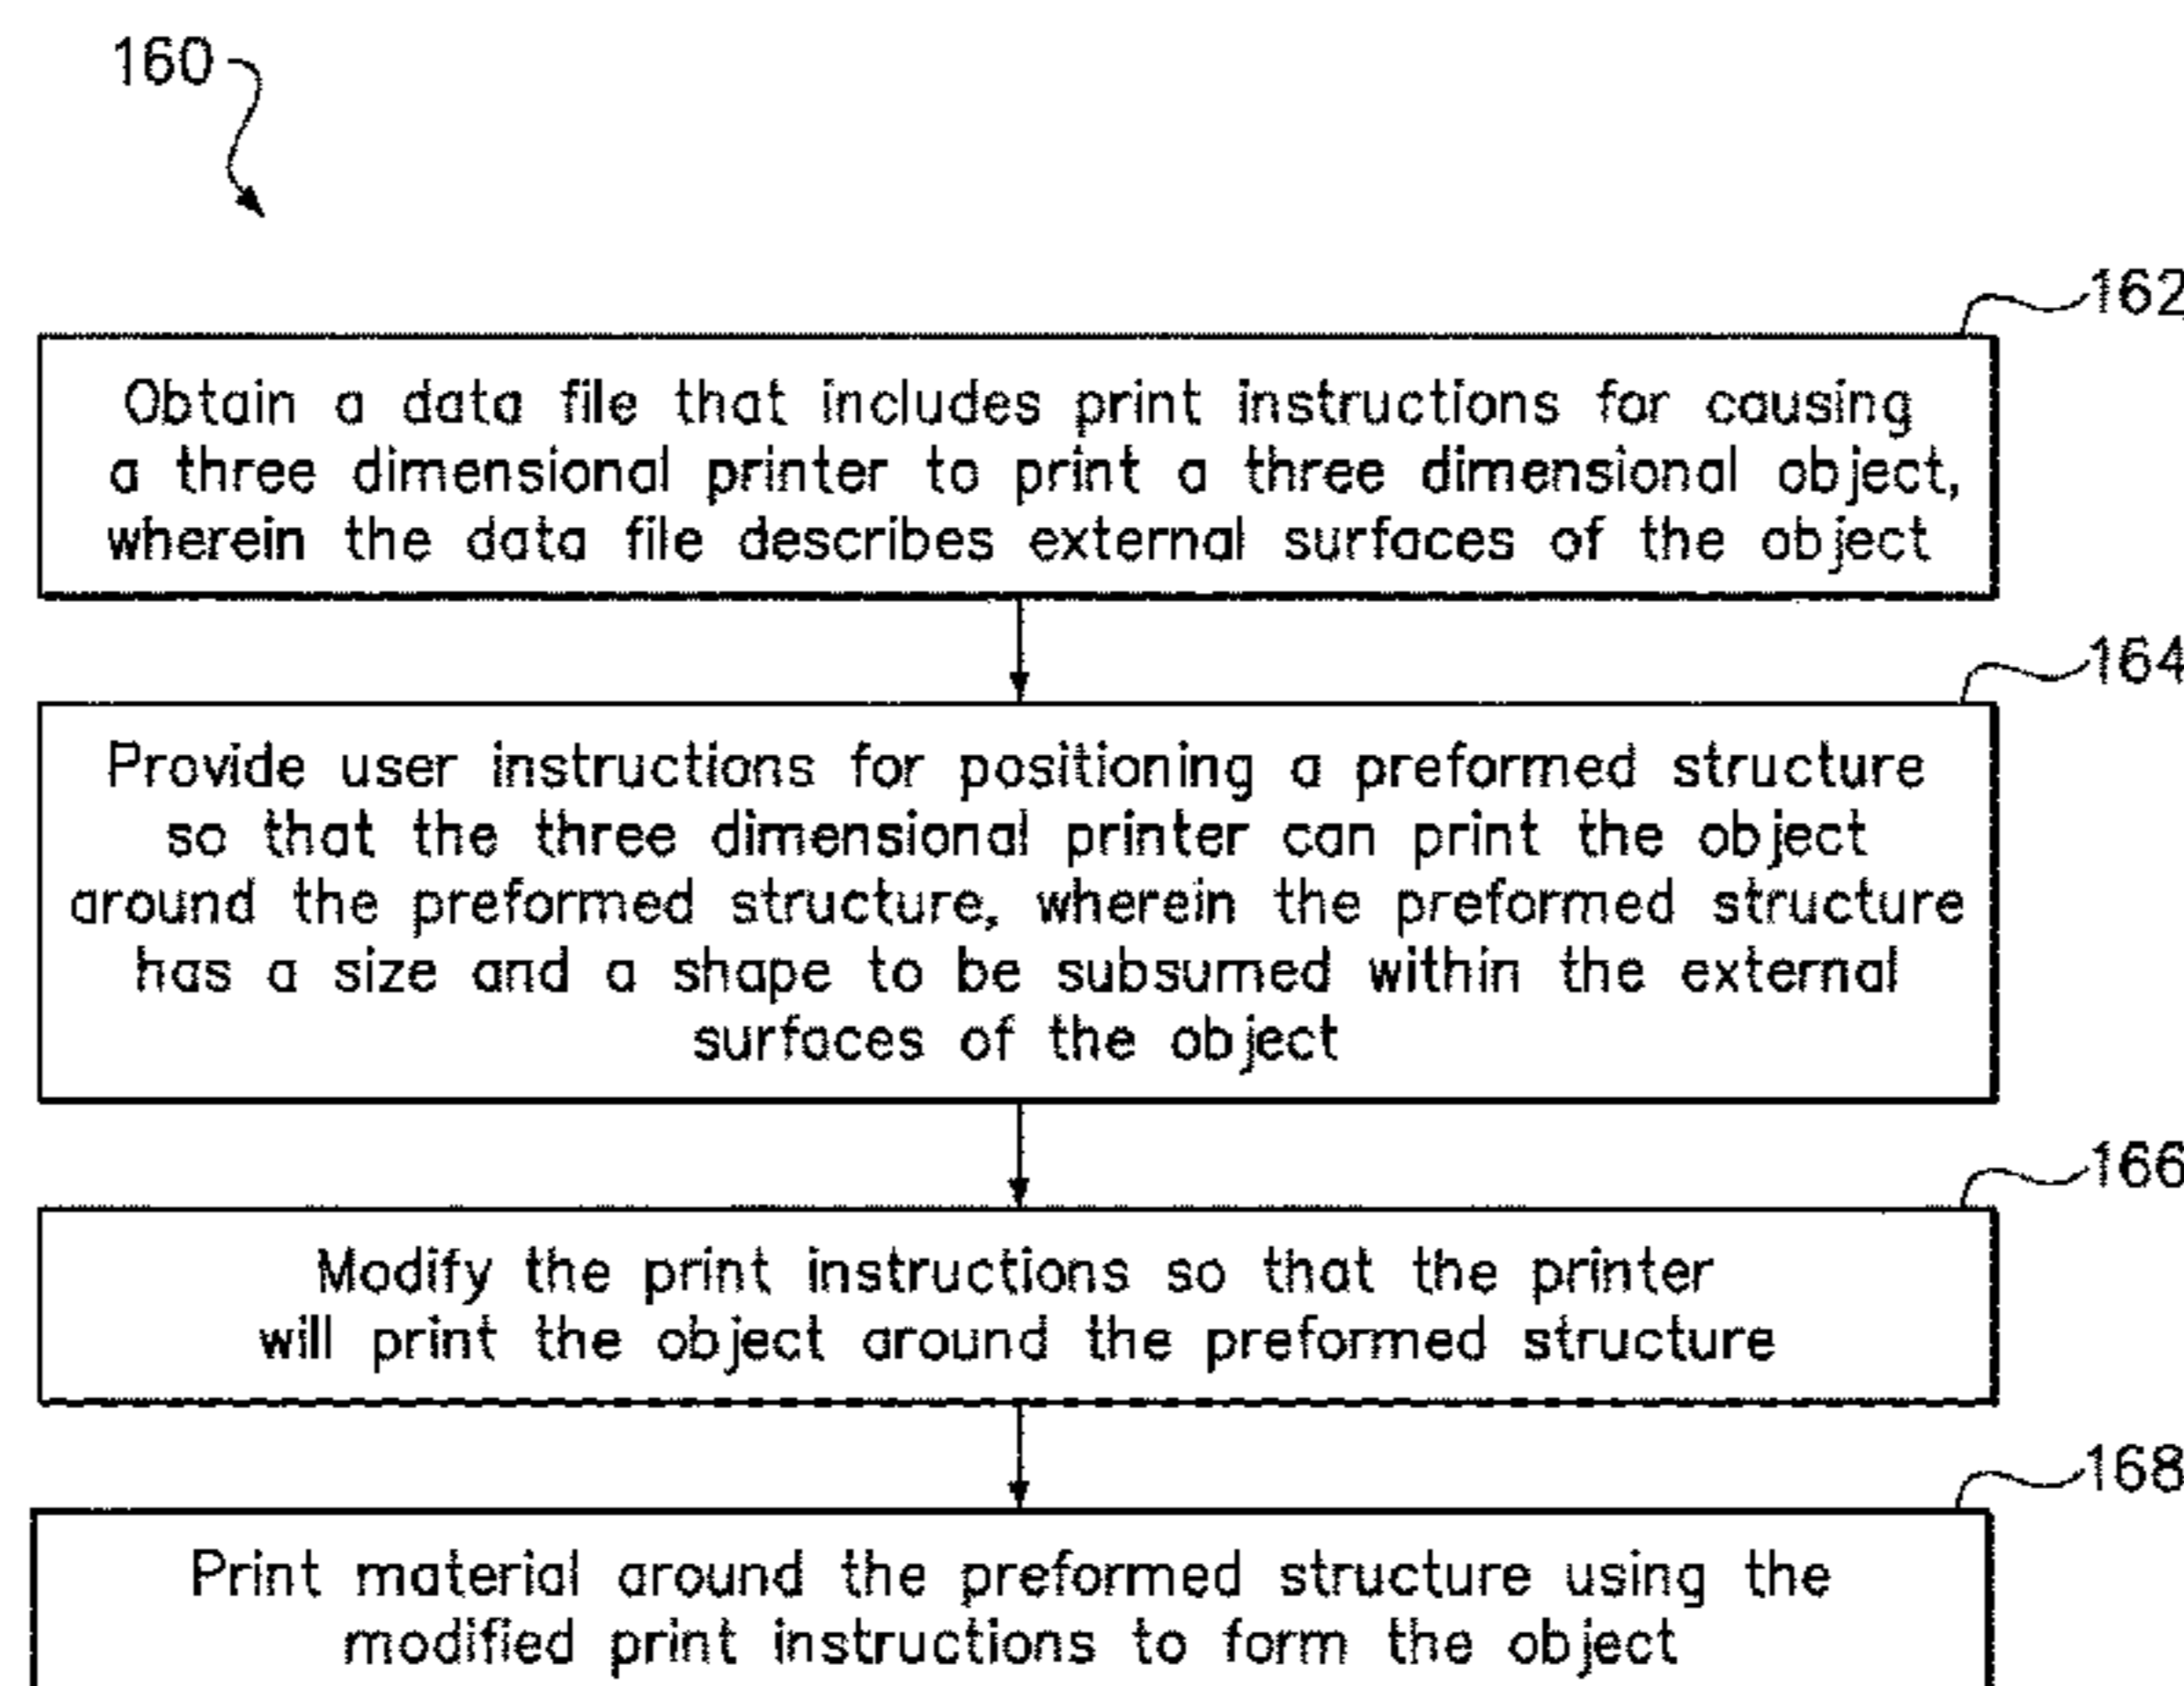 160
162
Obtain a data file that includes print instructions for causing
a three dimensional printer to print a three dimensional object,
wherein the data file describes external surfaces of the object
164
Provide user instructions for positioning a preformed structure
so that the three dimensional printer can print the object
around the preformed structure, wherein the preformed structure
has a size and a shape to be subsumed within the external
surfaces of the object
166
Modify the print instructions so that the printer
will print the object around the preformed structure
168
Print material around the preformed structure using the
modified print instructions to form the object